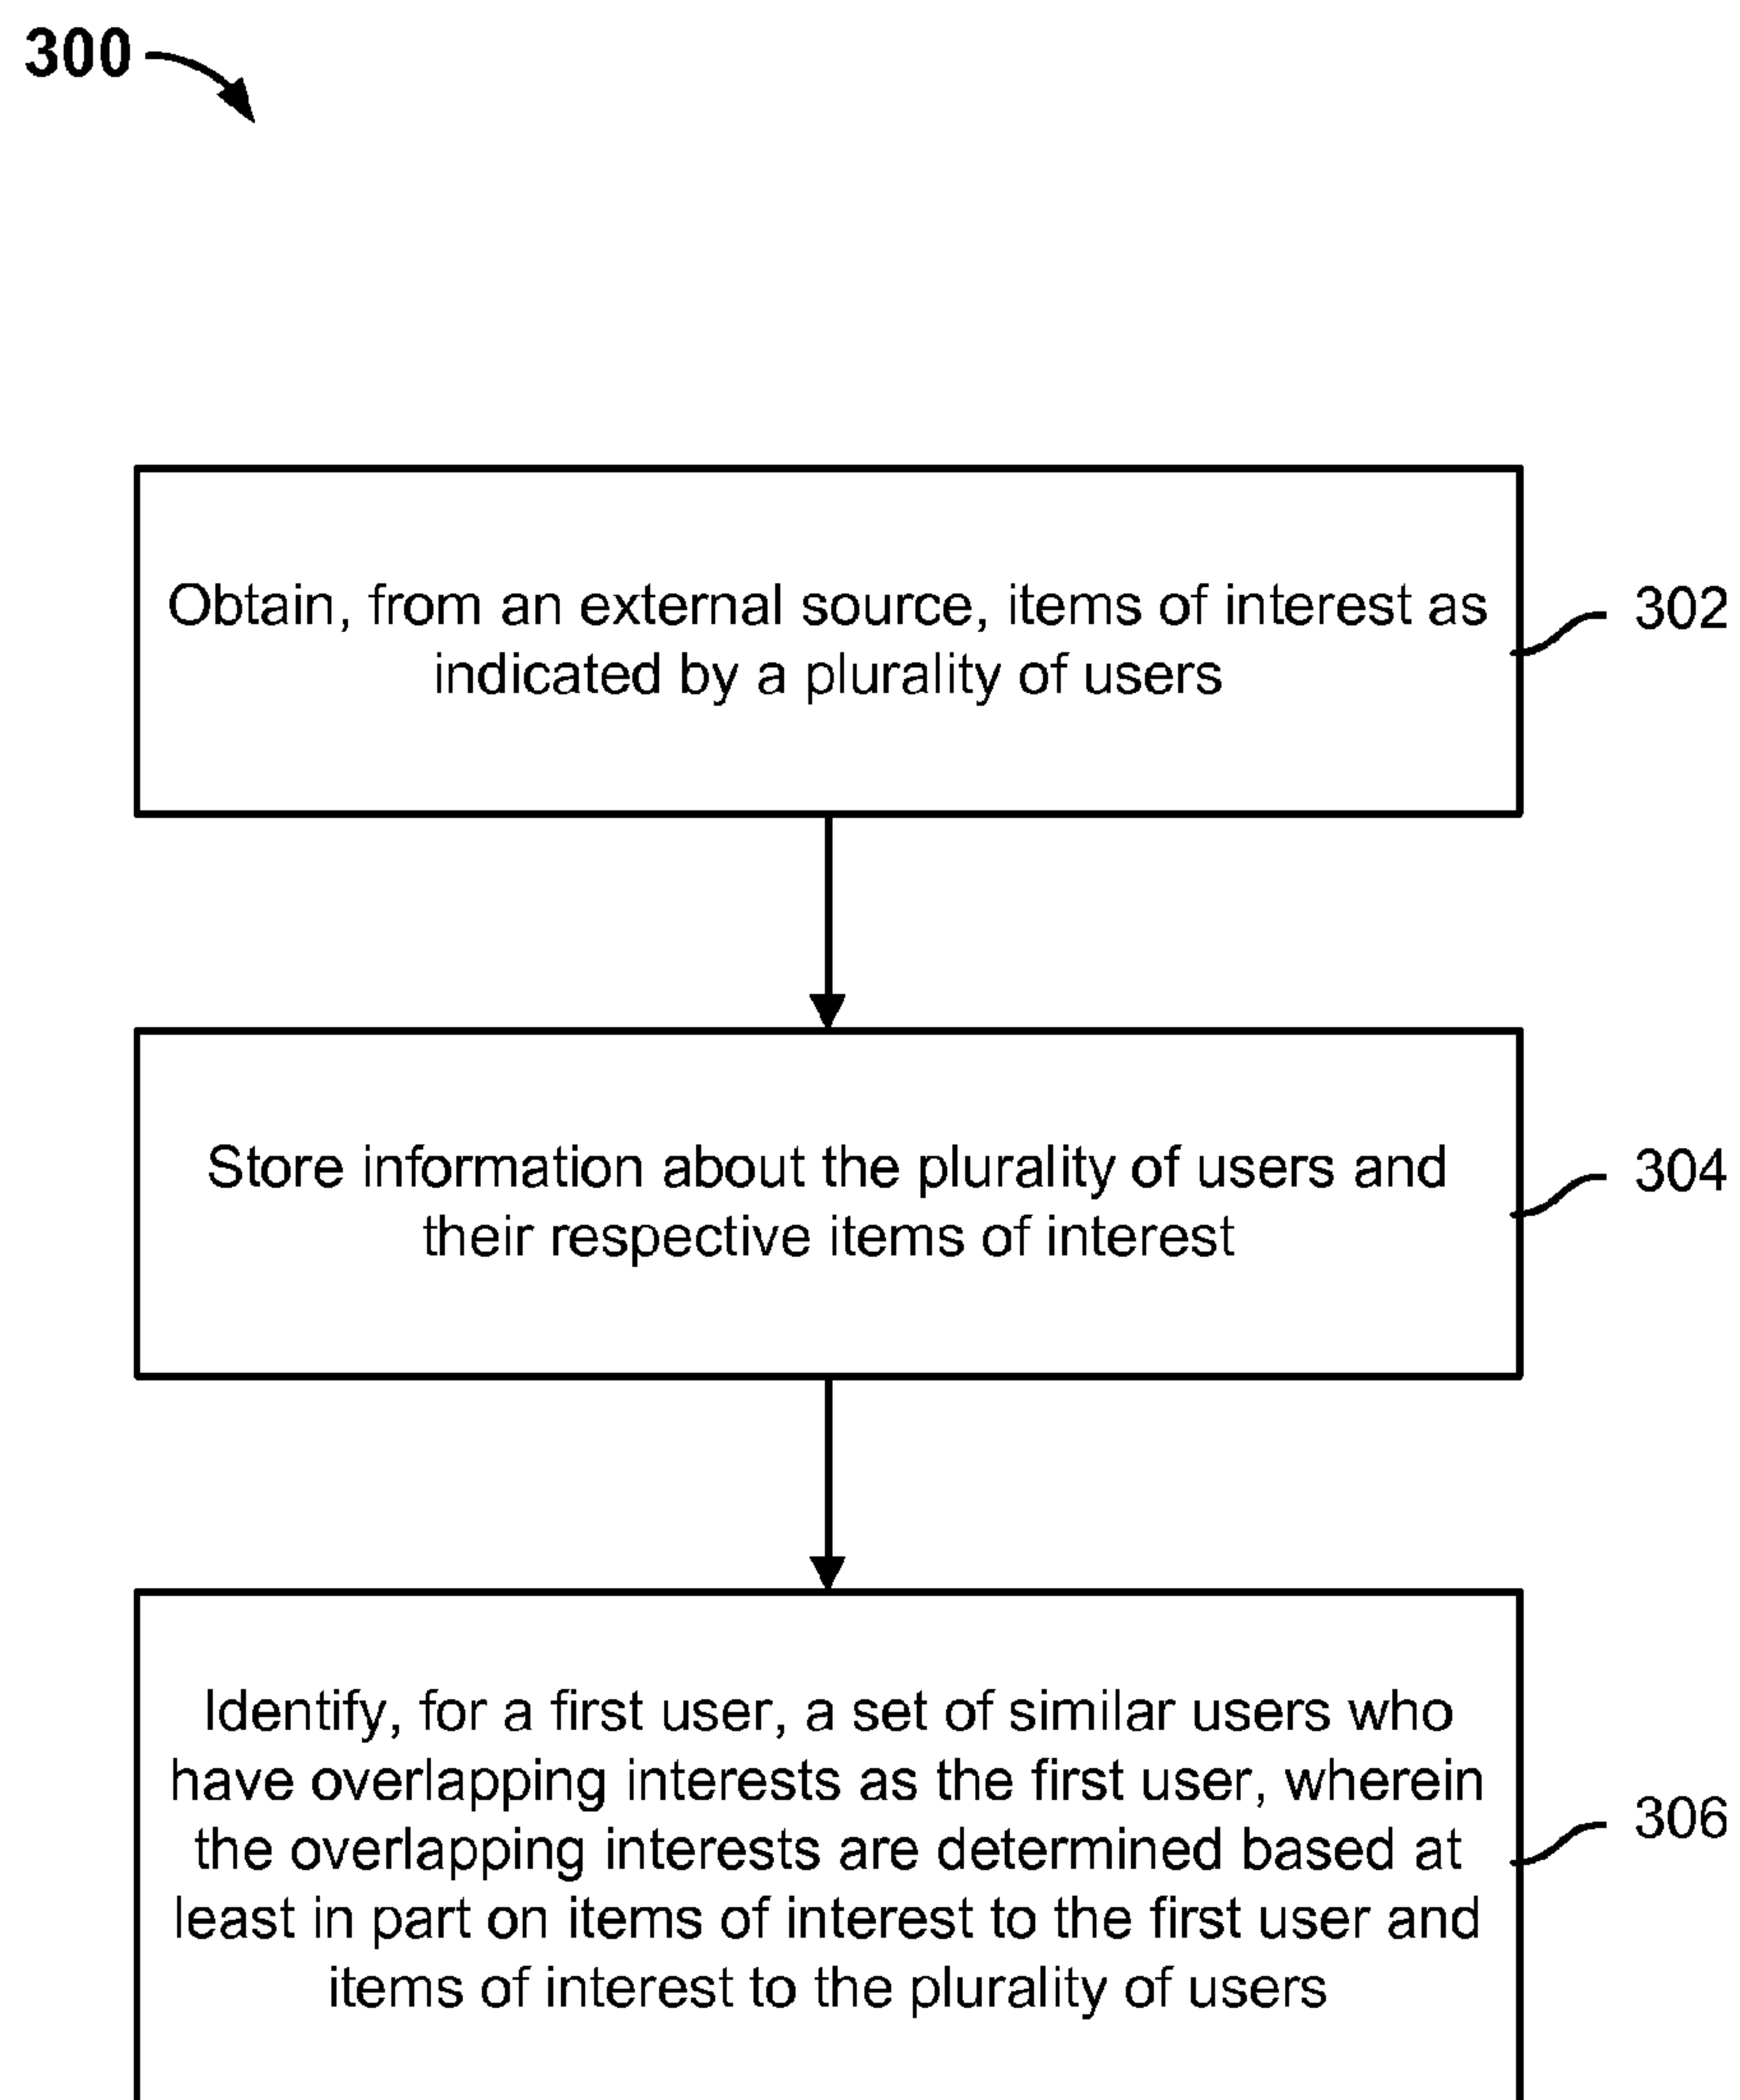 300
Obtain, from an external source, items of interest as
indicated by a plurality of users
302
Store information about the plurality of users and
their respective items of interest
304
Identify, for a first user, a set of similar users who
have overlapping interests as the first user, wherein
the overlapping interests are determined based at
least in part on items of interest to the first user and
items of interest to the plurality of users
306